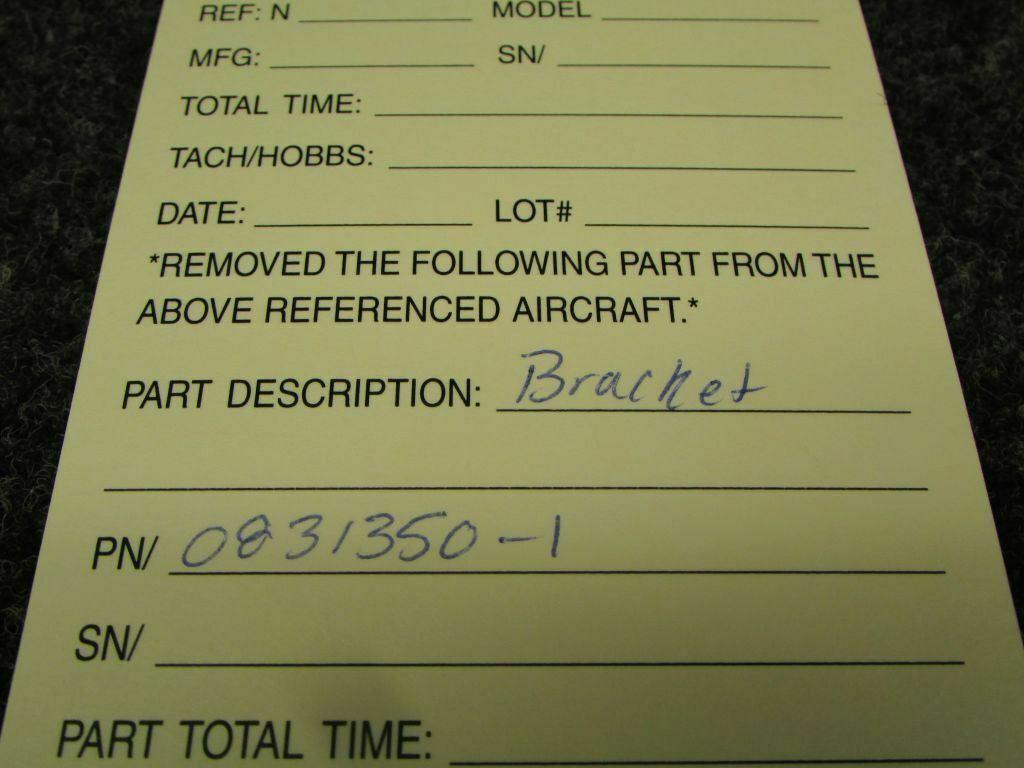 REF: N MODEL
MFG: SN/
TOTAL TIME:
TACH/HOBBS:
DATE: LOT#
*REMOVED THE FOLLOWING PART FROM THE
ABOVE REFERENCED AIRCRAFT.*
PART DESCRIPTION: Bracket
PN/ 0831350-1
SN/
PART TOTAL TIME: